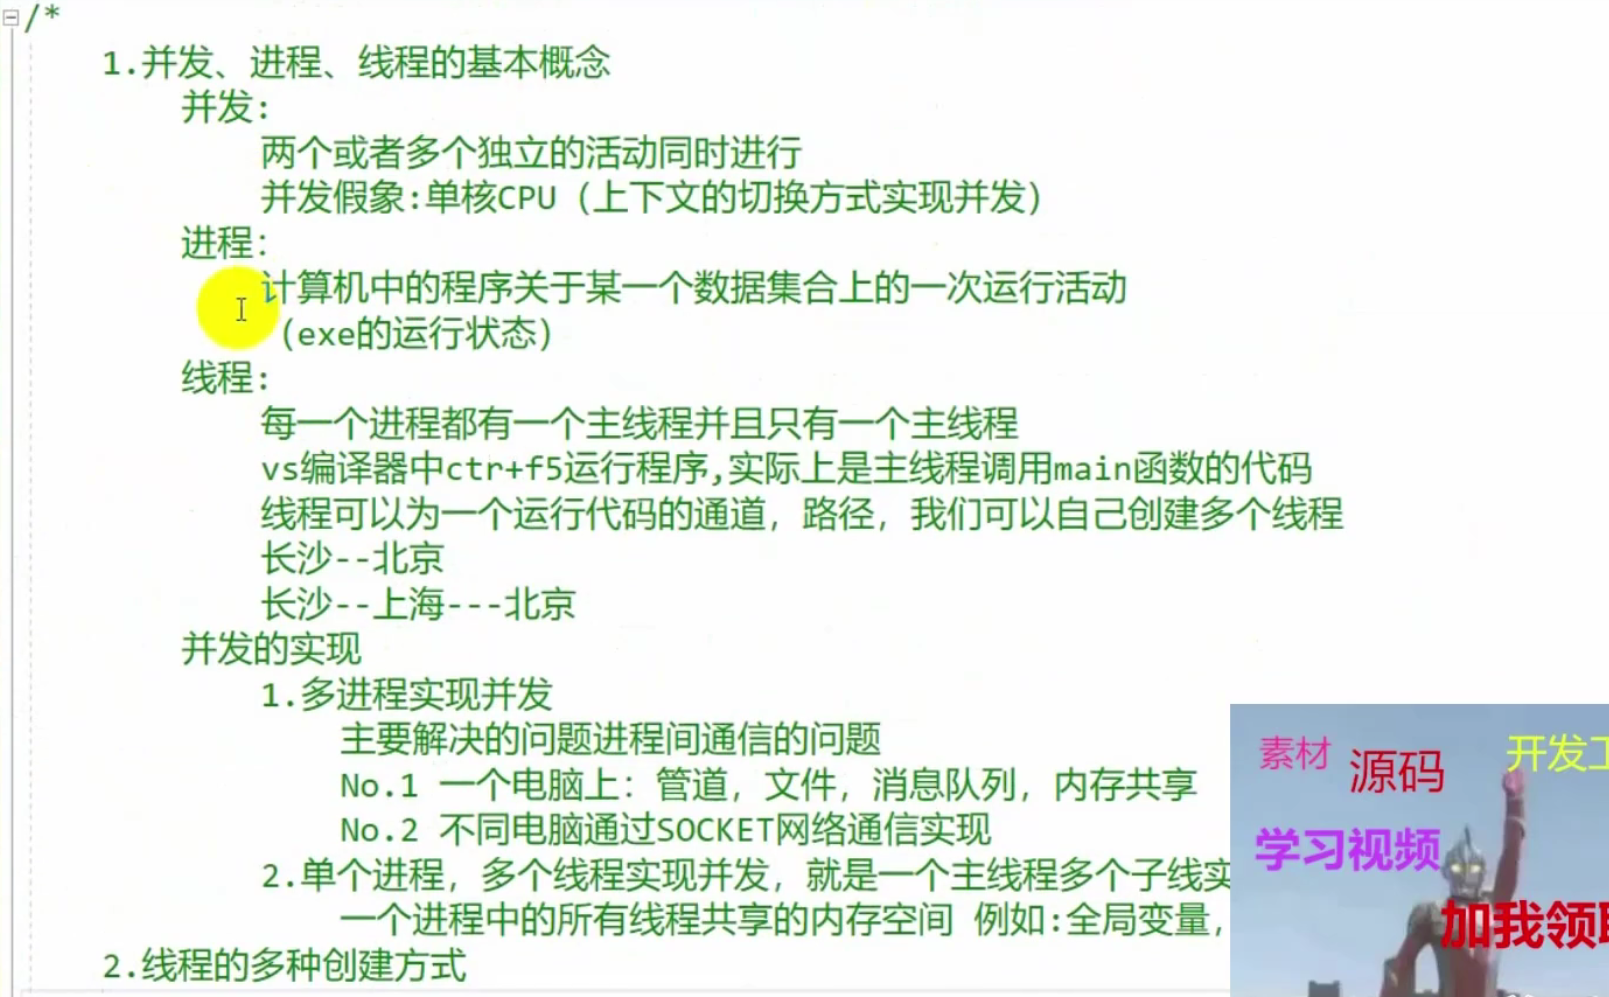 /*
1.并发、进程、线程的基本概念
并发:
两个或者多个独立的活动同时进行
并发假象:单核CPU（上下文的切换方式实现并发）
进程:
计算机中的程序关于某一个数据集合上的一次运行活动
（exe的运行状态）
线程:
每一个进程都有一个主线程并且只有一个主线程
vs编译器中ctr+f5运行程序,实际上是主线程调用main函数的代码
线程可以为一个运行代码的通道，路径，我们可以自己创建多个线程
长沙--北京
长沙--上海---北京
并发的实现
1.多进程实现并发
主要解决的问题进程间通信的问题
No.1 一个电脑上：管道，文件，消息队列，内存共享
No.2 不同电脑通过SOCKET网络通信实现
2.单个进程，多个线程实现并发，就是一个主线程多个子线实
一个进程中的所有线程共享的内存空间 例如:全局变量，
2.线程的多种创建方式
素材 源码 开发工
学习视频
加我领